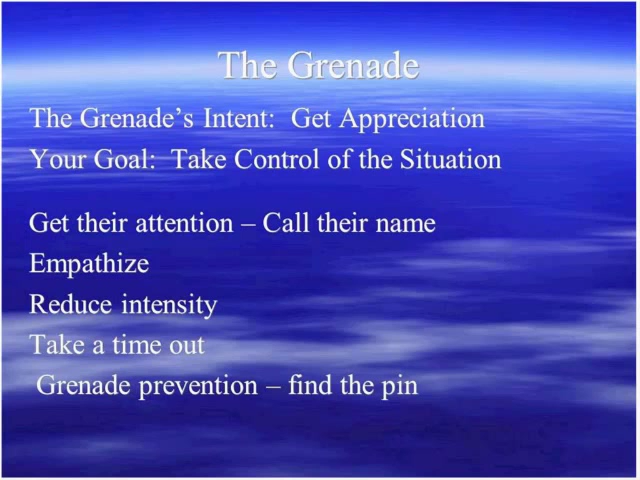 The Grenade
The Grenade’s Intent:  Get Appreciation
Your Goal:  Take Control of the Situation
Get their attention – Call their name
Empathize
Reduce intensity
Take a time out
Grenade prevention – find the pin